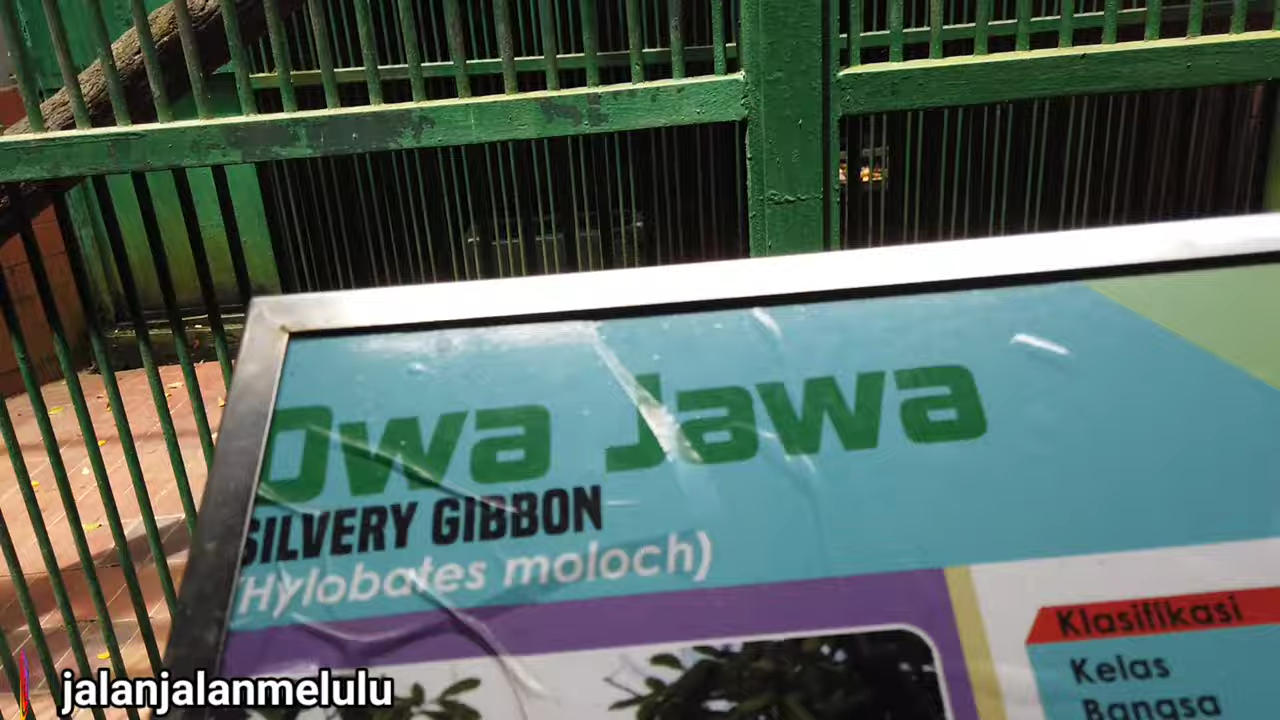 Owa Jawa
SILVERY GIBBON
(Hylobates moloch)
Klasifikasi
Kelas
Bangsa
jalanjalanmelulu